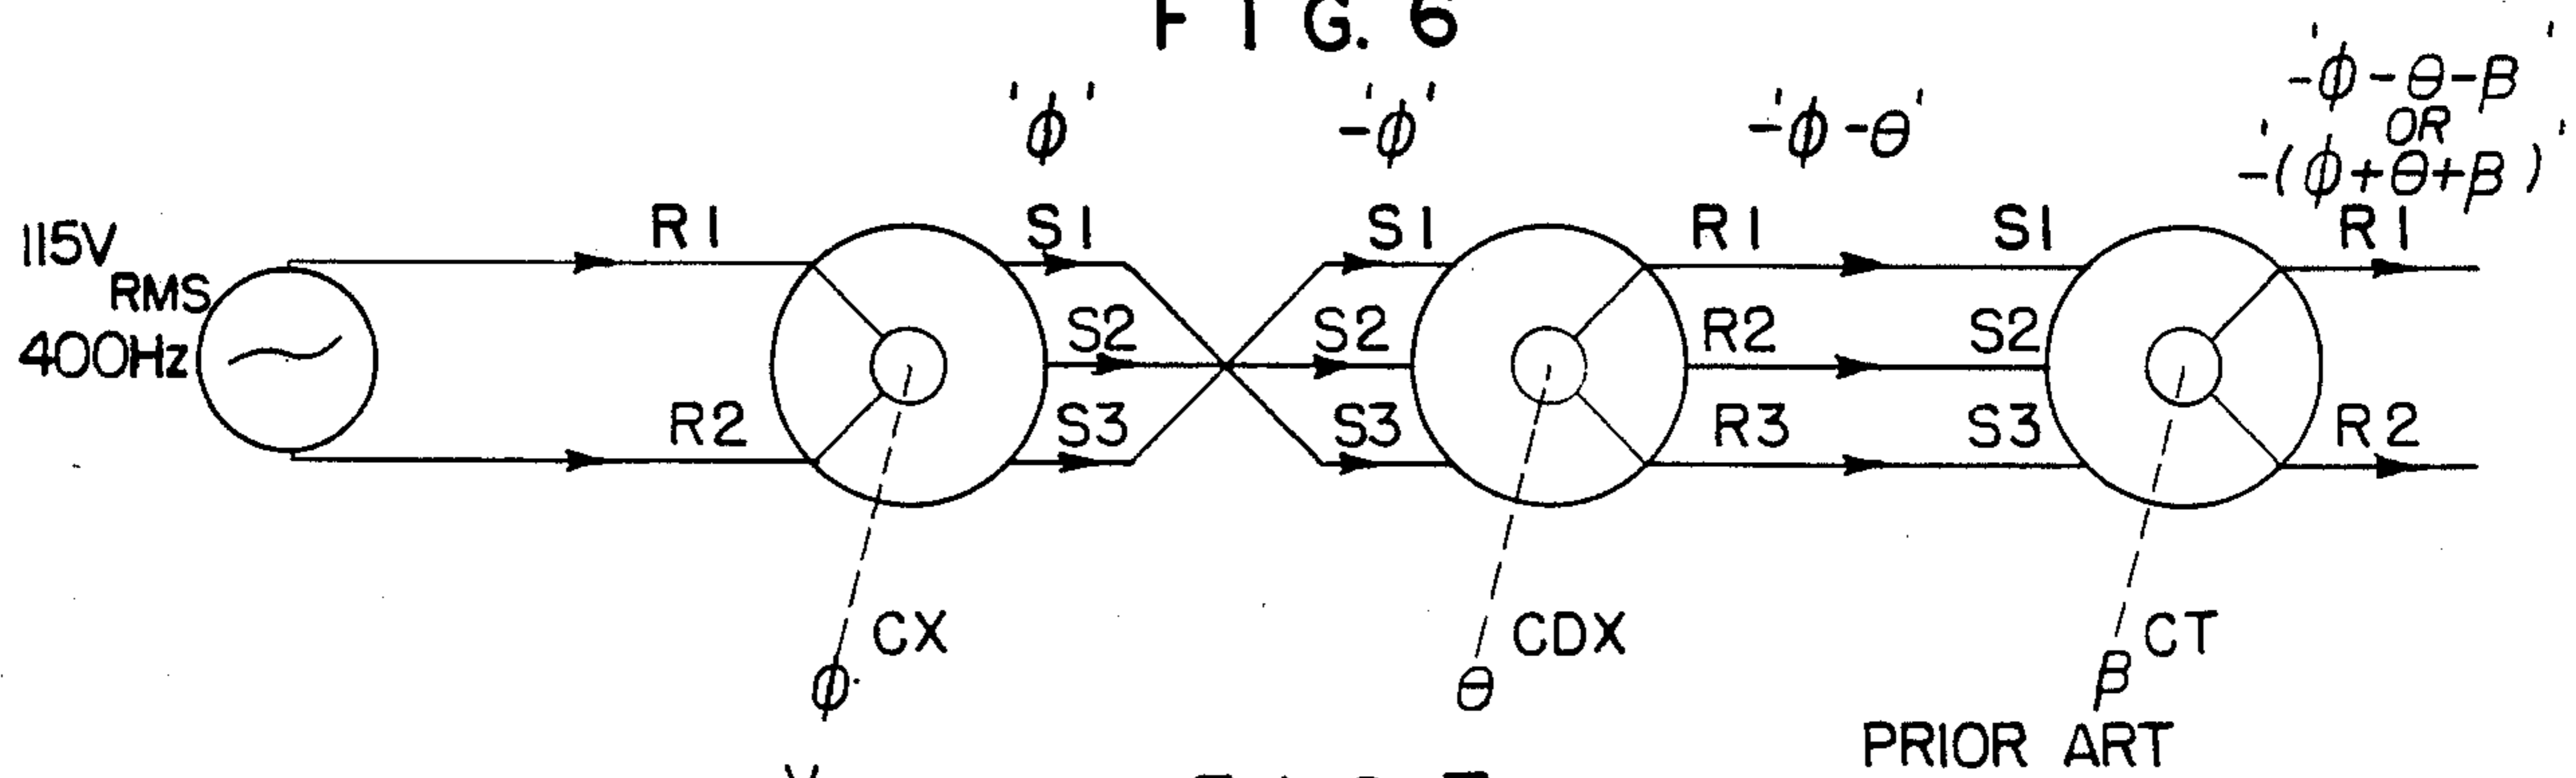 FIG. 6
'ϕ' '-ϕ' '-ϕ-θ' '-ϕ-θ-β'
OR
'-(ϕ+θ+β)'
115V RMS 400Hz
R1 S1 S1 R1 S1 R1
S2 S2 R2 S2
R2 S3 S3 R3 S3 R2
CX CDX CT
ϕ θ β
PRIOR ART